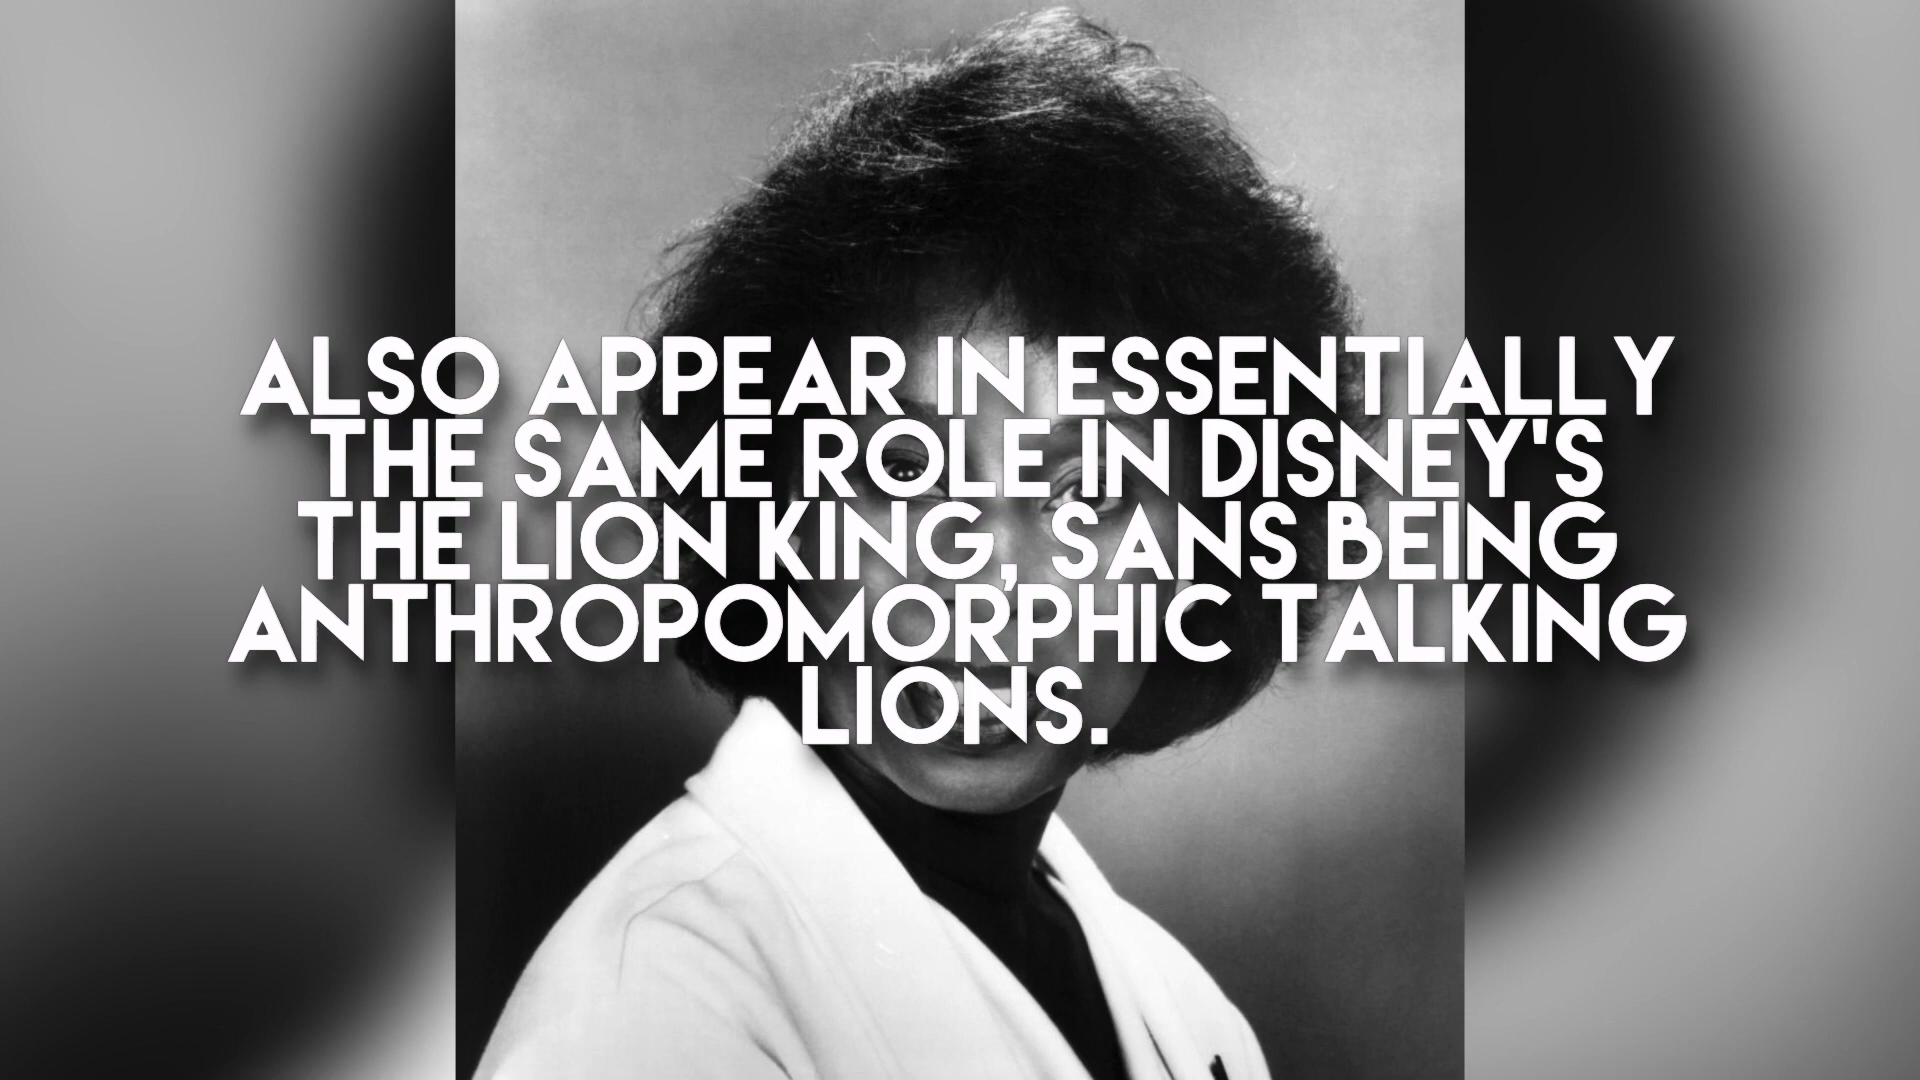 ALSO APPEAR IN ESSENTIALLY
THE SAME ROLE IN DISNEY'S
THE LION KING, SANS BEING
ANTHROPOMORPHIC TALKING
LIONS.